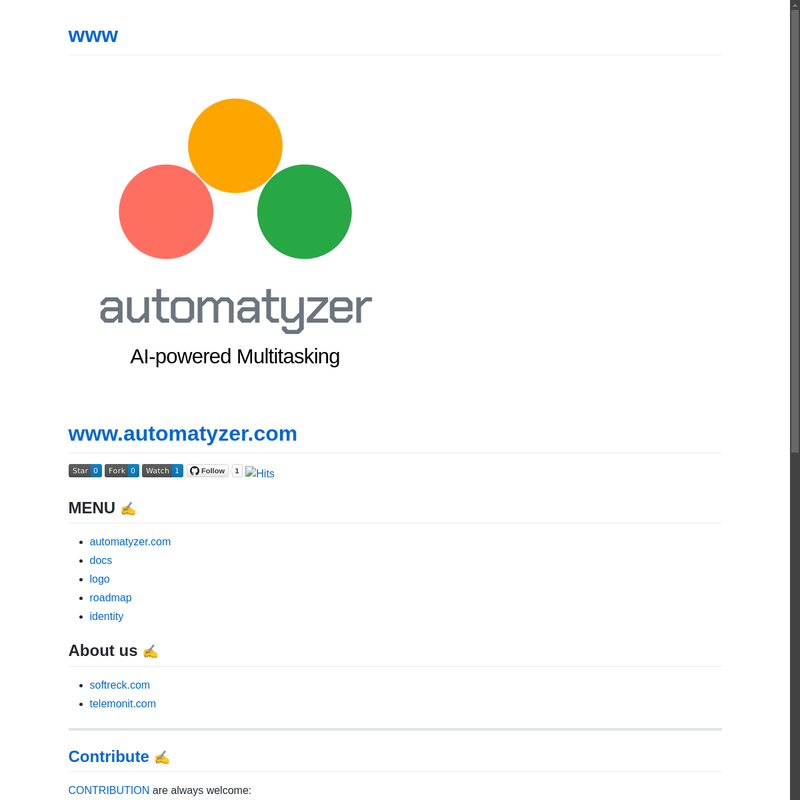 www
automatyzer
AI-powered Multitasking
www.automatyzer.com
Star 0 Fork 0 Watch 1 Follow 1 Hits
MENU ✍
automatyzer.com
docs
logo
roadmap
identity
About us ✍
softreck.com
telemonit.com
Contribute ✍
CONTRIBUTION are always welcome: